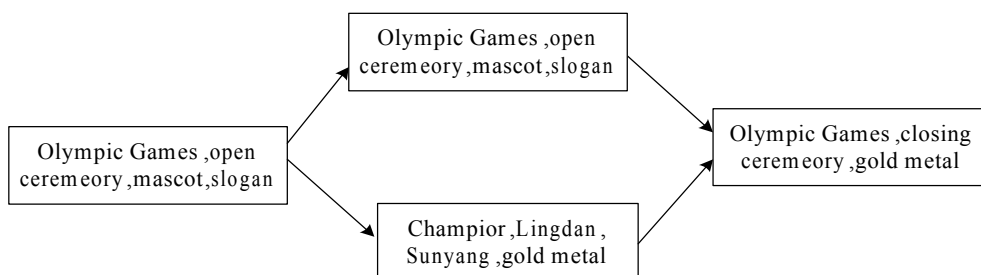 Olympic Games ,open
ceremeory,mascot,slogan
Olympic Games ,open
ceremeory,mascot,slogan
Olympic Games ,closing
ceremeory ,gold metal
Champior ,Lingdan ,
Sunyang ,gold metal